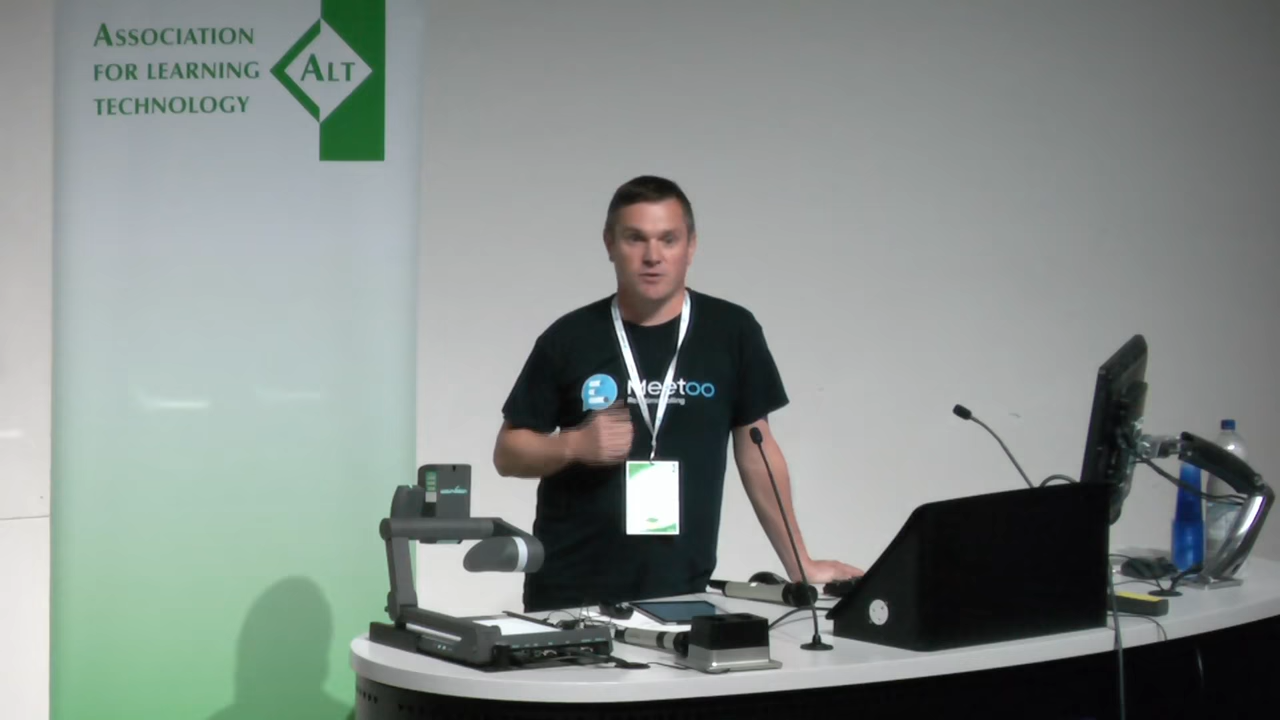 ASSOCIATION
FOR LEARNING
TECHNOLOGY
ALT
Meetoo